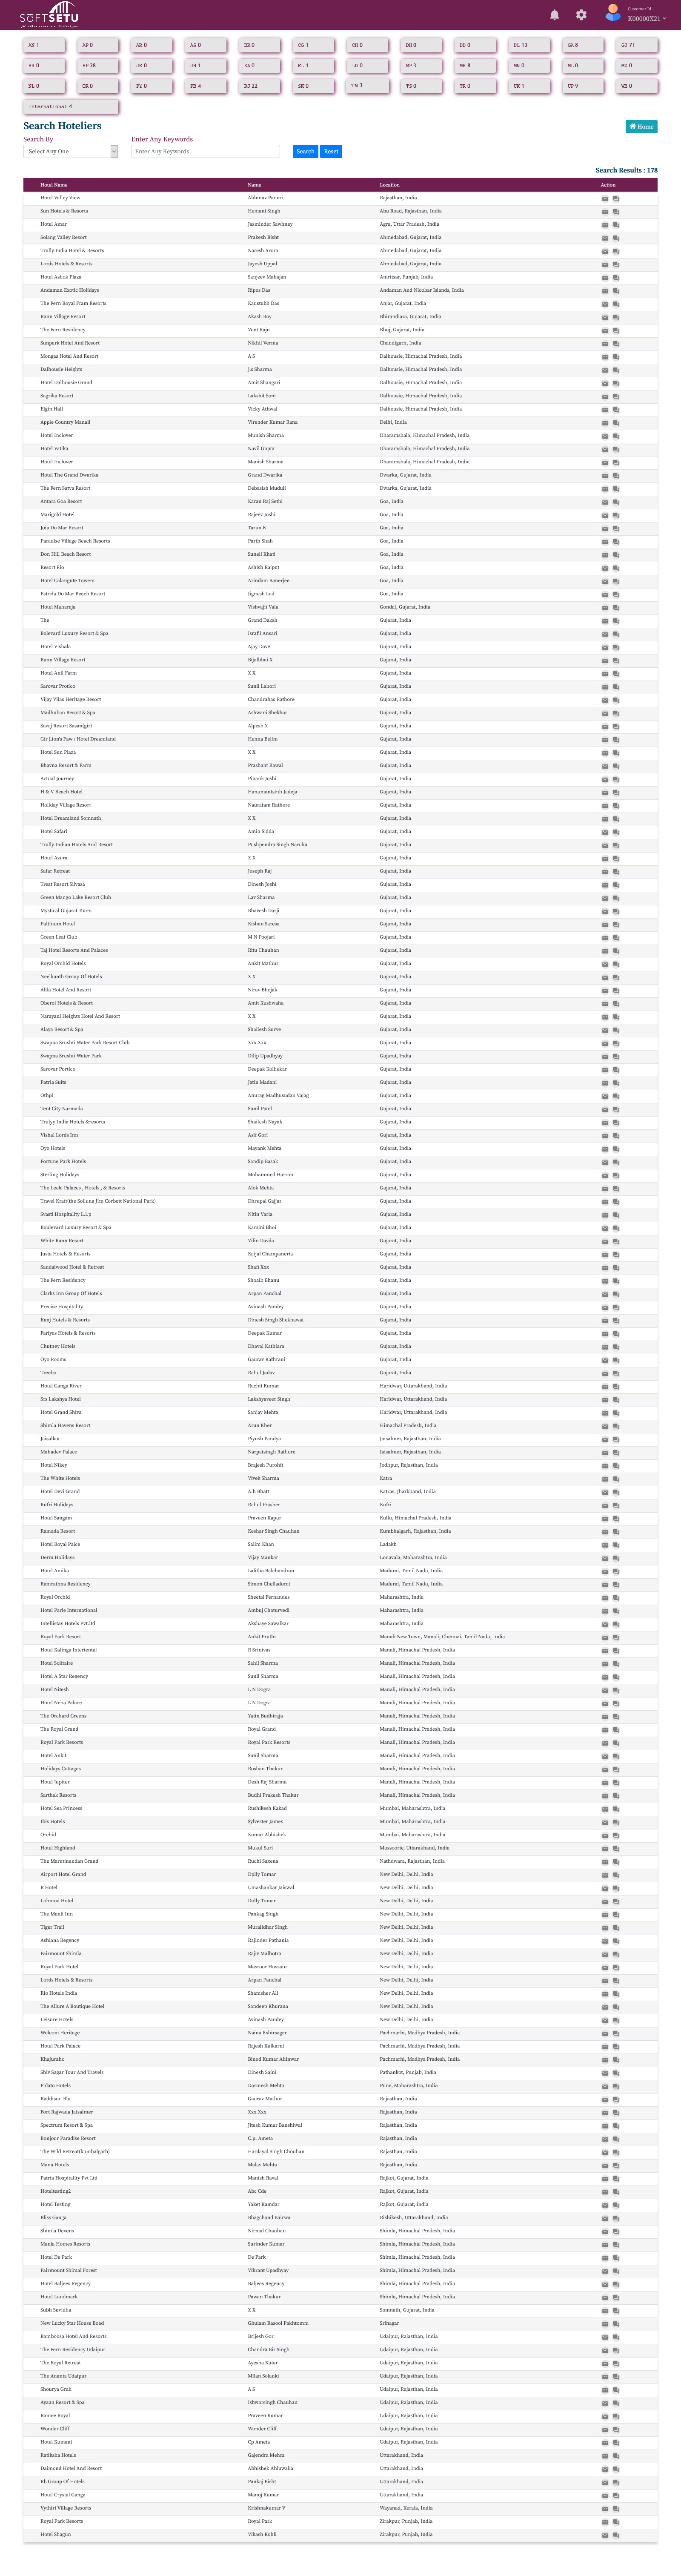 SOFTSETU
A Business Bridge
Customer Id
K00000X21
AN 1 AP 0 AR 0 AS 0 BR 0 CG 1 CH 0 DH 0 DD 0 DL 13 GA 8 GJ 71
HR 0 HP 28 JK 0 JH 1 KA 0 KL 1 LD 0 MP 3 MH 8 MN 0 ML 0 MZ 0
NL 0 OR 0 PY 0 PB 4 RJ 22 SK 0 TN 3 TS 0 TR 0 UK 1 UP 9 WB 0
International 4
Search Hoteliers
Home
Search By Enter Any Keywords
Select Any One Enter Any Keywords Search Reset
Search Results : 178
Hotel Name Name Location Action
Hotel Valley View Abhinav Paneri Rajasthan, India
Sun Hotels & Resorts Hemant Singh Abu Road, Rajasthan, India
Hotel Amar Jasminder Sawhney Agra, Uttar Pradesh, India
Solang Valley Resort Prakesh Bisht Ahmedabad, Gujarat, India
Trully India Hotel & Resorts Naresh Arora Ahmedabad, Gujarat, India
Lords Hotels & Resorts Jayesh Uppal Ahmedabad, Gujarat, India
Hotel Ashok Plaza Sanjeev Mahajan Amritsar, Punjab, India
Andaman Exotic Holidays Bipos Das Andaman And Nicobar Islands, India
The Fern Royal Fram Resorts Kaustubh Das Anjar, Gujarat, India
Rann Village Resort Akash Roy Bhirandiara, Gujarat, India
The Fern Residency Vent Raju Bhuj, Gujarat, India
Sunpark Hotel And Resort Nikhil Verma Chandigarh, India
Mongas Hotel And Resort A S Dalhousie, Himachal Pradesh, India
Dalhousie Heights J.s Sharma Dalhousie, Himachal Pradesh, India
Hotel Dalhousie Grand Amit Shangari Dalhousie, Himachal Pradesh, India
Sagrika Resort Lakshit Soni Dalhousie, Himachal Pradesh, India
Elgin Hall Vicky Athwal Dalhousie, Himachal Pradesh, India
Apple Country Manali Virender Kumar Rana Delhi, India
Hotel Inclover Munish Sharma Dharamshala, Himachal Pradesh, India
Hotel Vatika Navil Gupta Dharamshala, Himachal Pradesh, India
Hotel Inclover Manish Sharma Dharamshala, Himachal Pradesh, India
Hotel The Grand Dwarika Grand Dwarika Dwarka, Gujarat, India
The Fern Satva Resort Debasish Muduli Dwarka, Gujarat, India
Antara Goa Resort Karan Raj Sethi Goa, India
Marigold Hotel Rajeev Joshi Goa, India
Joia Do Mar Resort Tarun K Goa, India
Paradise Village Beach Resorts Parth Shah Goa, India
Don Hill Beach Resort Suneil Khatt Goa, India
Resort Rio Ashish Rajput Goa, India
Hotel Calangute Towers Arindam Banerjee Goa, India
Estrela Do Mar Beach Resort Jignesh Lad Goa, India
Hotel Maharaja Vishvajit Vala Gondal, Gujarat, India
The Grand Daksh Gujarat, India
Bolevard Luxury Resort & Spa Israfil Ansari Gujarat, India
Hotel Vishala Ajay Dave Gujarat, India
Rann Village Resort Bijalbhai X Gujarat, India
Hotel Anil Farm X X Gujarat, India
Sarovar Protico Sunil Lahori Gujarat, India
Vijay Vilas Heritage Resort Chandrahas Rathore Gujarat, India
Madhuban Resort & Spa Ashwani Shekhar Gujarat, India
Savaj Resort Sasan(gir) Alpesh X Gujarat, India
Gir Lion's Paw / Hotel Dreamland Henna Belim Gujarat, India
Hotel Sun Plaza X X Gujarat, India
Bhavna Resort & Farm Prashant Rawal Gujarat, India
Actual Journey Pinank Joshi Gujarat, India
H & V Beach Hotel Hanumantsinh Jadeja Gujarat, India
Holiday Village Resort Nauratam Rathore Gujarat, India
Hotel Dreamland Somnath X X Gujarat, India
Hotel Safari Amin Sidda Gujarat, India
Trully Indian Hotels And Resort Pushpendra Singh Naruka Gujarat, India
Hotel Azura X X Gujarat, India
Safar Retreat Joseph Raj Gujarat, India
Treat Resort Silvasa Dinesh Joshi Gujarat, India
Green Mango Lake Resort Club Lav Sharma Gujarat, India
Mystical Gujarat Tours Bhavesh Darji Gujarat, India
Paltinum Hotel Kishan Savesa Gujarat, India
Green Leaf Club M N Poojari Gujarat, India
Taj Hotel Resorts And Palaces Ritu Chauhan Gujarat, India
Royal Orchid Hotels Ankit Mathur Gujarat, India
Neelkanth Group Of Hotels X X Gujarat, India
Alila Hotel And Resort Nirav Bhojak Gujarat, India
Oberoi Hotels & Resort Amit Kushwaha Gujarat, India
Narayani Heights Hotel And Resort X X Gujarat, India
Alaya Resort & Spa Shailesh Surve Gujarat, India
Swapna Srushti Water Park Resort Club Xxx Xxx Gujarat, India
Swapna Srushti Water Park Dilip Upadhyay Gujarat, India
Sarovar Portico Deepak Kolhekar Gujarat, India
Patria Suits Jatin Madani Gujarat, India
Othpl Anurag Madhusudan Vajag Gujarat, India
Tent City Narmada Sunil Patel Gujarat, India
Trulyy India Hotels &resorts Shailesh Nayak Gujarat, India
Vishal Lords Inn Asif Gori Gujarat, India
Oyo Hotels Mayank Mehta Gujarat, India
Fortune Park Hotels Sandip Basak Gujarat, India
Sterling Holidays Mohammed Harron Gujarat, India
The Leela Palaces , Hotels , & Resorts Alok Mehta Gujarat, India
Travel Kraft(the Solluna Jim Corbett National Park) Dhrupal Gajjar Gujarat, India
Svasti Hospitality L.l.p Nitin Varia Gujarat, India
Boulevard Luxury Resort & Spa Kamini Bhoi Gujarat, India
White Rann Resort Vilin Davda Gujarat, India
Justa Hotels & Resorts Kaijal Champaneria Gujarat, India
Sandalwood Hotel & Retreat Shafi Xxx Gujarat, India
The Fern Residency Shuaib Bhanu Gujarat, India
Clarks Inn Group Of Hotels Arpan Panchal Gujarat, India
Precise Hospitality Avinash Pandey Gujarat, India
Kanj Hotels & Resorts Dinesh Singh Shekhawat Gujarat, India
Fariyas Hotels & Resorts Deepak Kumar Gujarat, India
Chutney Hotels Dhaval Kathiara Gujarat, India
Oyo Rooms Gaurav Kathrani Gujarat, India
Treebo Rahul Jadav Gujarat, India
Hotel Ganga River Rachit Kumar Haridwar, Uttarakhand, India
Srs Lakshya Hotel Lakshyaveer Singh Haridwar, Uttarakhand, India
Hotel Grand Shiva Sanjay Mehta Haridwar, Uttarakhand, India
Shimla Havens Resort Arun Kher Himachal Pradesh, India
Jaisalkot Piyush Pandya Jaisalmer, Rajasthan, India
Mahadev Palace Narpatsingh Rathore Jaisalmer, Rajasthan, India
Hotel Nikey Brajesh Purohit Jodhpur, Rajasthan, India
The White Hotels Vivek Sharma Katra
Hotel Devi Grand A.h Bhatt Katras, Jharkhand, India
Kufri Holidays Rahul Prasher Kufri
Hotel Sangam Praveen Kapur Kullu, Himachal Pradesh, India
Ramada Resort Keshar Singh Chauhan Kumbhalgarh, Rajasthan, India
Hotel Royal Palce Salim Khan Ladakh
Derm Holidays Vijay Mankar Lonavala, Maharashtra, India
Hotel Amika Lalitha Balchandran Madurai, Tamil Nadu, India
Ramrathna Residency Simon Chelladurai Madurai, Tamil Nadu, India
Royal Orchid Sheetal Fernandes Maharashtra, India
Hotel Parle International Ambuj Chaturvedi Maharashtra, India
Intellistay Hotels Pvt.ltd Akshaye Sawalkar Maharashtra, India
Royal Park Resort Ankit Pruthi Manali New Town, Manali, Chennai, Tamil Nadu, India
Hotel Kalinga Interiental R Srinivas Manali, Himachal Pradesh, India
Hotel Solitaire Sahil Sharma Manali, Himachal Pradesh, India
Hotel A Star Regency Sunil Sharma Manali, Himachal Pradesh, India
Hotel Nitesh L N Dogra Manali, Himachal Pradesh, India
Hotel Neha Palace L N Dogra Manali, Himachal Pradesh, India
The Orchard Greens Yatin Budhiraja Manali, Himachal Pradesh, India
The Royal Grand Royal Grand Manali, Himachal Pradesh, India
Royal Park Resorts Royal Park Resorts Manali, Himachal Pradesh, India
Hotel Ankit Sunil Sharma Manali, Himachal Pradesh, India
Holidays Cottages Roshan Thakur Manali, Himachal Pradesh, India
Hotel Jupiter Desh Raj Sharma Manali, Himachal Pradesh, India
Sarthak Resorts Budhi Prakesh Thakur Manali, Himachal Pradesh, India
Hotel Sea Princess Rushikesh Kakad Mumbai, Maharashtra, India
Ibis Hotels Sylvester James Mumbai, Maharashtra, India
Orchid Kumar Abhishek Mumbai, Maharashtra, India
Hotel Highland Mukul Suri Mussoorie, Uttarakhand, India
The Marutinandan Grand Ruchi Saxena Nathdwara, Rajasthan, India
Airport Hotel Grand Dplly Tomar New Delhi, Delhi, India
R Hotel Umashankar Jaiswal New Delhi, Delhi, India
Lohmod Hotel Dolly Tomar New Delhi, Delhi, India
The Manli Inn Pankag Singh New Delhi, Delhi, India
Tiger Trail Muralidhar Singh New Delhi, Delhi, India
Ashiana Regency Rajinder Pathania New Delhi, Delhi, India
Fairmount Shimla Rajiv Malhotra New Delhi, Delhi, India
Royal Park Hotel Masroor Hussain New Delhi, Delhi, India
Lords Hotels & Resorts Arpan Panchal New Delhi, Delhi, India
Rio Hotels India Shamsher Ali New Delhi, Delhi, India
The Allure A Boutique Hotel Sandeep Khurana New Delhi, Delhi, India
Leisure Hotels Avinash Pandey New Delhi, Delhi, India
Welcom Heritage Naina Kshirsagar Pachmarhi, Madhya Pradesh, India
Hotel Park Palace Rajesh Kulkarni Pachmarhi, Madhya Pradesh, India
Khajuraho Binod Kumar Ahinwar Pachmarhi, Madhya Pradesh, India
Shiv Sagar Tour And Travels Dinesh Saini Pathankot, Punjab, India
Fidato Hotels Darmesh Mehta Pune, Maharashtra, India
Raddison Blu Gaurav Mathur Rajasthan, India
Fort Rajwada Jaisalmer Xxx Xxx Rajasthan, India
Spectrum Resort & Spa Jitesh Kumar Banshiwal Rajasthan, India
Bonjour Paradise Resort C.p. Ameta Rajasthan, India
The Wild Retreat(kumbalgarh) Hardayal Singh Chouhan Rajasthan, India
Mana Hotels Malav Mehta Rajasthan, India
Patria Hospitality Pvt Ltd Manish Raval Rajkot, Gujarat, India
Hoteltesting2 Abc Cde Rajkot, Gujarat, India
Hotel Testing Yaket Kamdar Rajkot, Gujarat, India
Bliss Ganga Bhagchand Bairwa Rishikesh, Uttarakhand, India
Shimla Devens Nirmal Chauhan Shimla, Himachal Pradesh, India
Manla Homes Resorts Surinder Kumar Shimla, Himachal Pradesh, India
Hotel De Park De Park Shimla, Himachal Pradesh, India
Fairmount Shimal Forest Vikrant Upadhyay Shimla, Himachal Pradesh, India
Hotel Baljees Regency Baljees Regency Shimla, Himachal Pradesh, India
Hotel Landmark Pawan Thakur Shimla, Himachal Pradesh, India
Subh Suvidha X X Somnath, Gujarat, India
New Lucky Star House Boad Ghulam Rasool Pakhtomm Srinagar
Bamboosa Hotel And Resorts Brijesh Gor Udaipur, Rajasthan, India
The Fern Residency Udaipur Chandra Bir Singh Udaipur, Rajasthan, India
The Royal Retreat Ayesha Katar Udaipur, Rajasthan, India
The Ananta Udaipur Milan Solanki Udaipur, Rajasthan, India
Shourya Grah A S Udaipur, Rajasthan, India
Ayaan Resort & Spa Ishwarsingh Chauhan Udaipur, Rajasthan, India
Ramee Royal Praveen Kumar Udaipur, Rajasthan, India
Wonder Cliff Wonder Cliff Udaipur, Rajasthan, India
Hotel Kumani Cp Ameta Udaipur, Rajasthan, India
Ratiksha Hotels Gajendra Mehra Uttarakhand, India
Daimond Hotel And Resort Abhishek Ahluwalia Uttarakhand, India
Rb Group Of Hotels Pankaj Bisht Uttarakhand, India
Hotel Crystal Ganga Manoj Kumar Uttarakhand, India
Vythiri Village Resorts Krishnakumar V Wayanad, Kerala, India
Royal Park Resorts Royal Park Zirakpur, Punjab, India
Hotel Shagun Vikash Kohli Zirakpur, Punjab, India